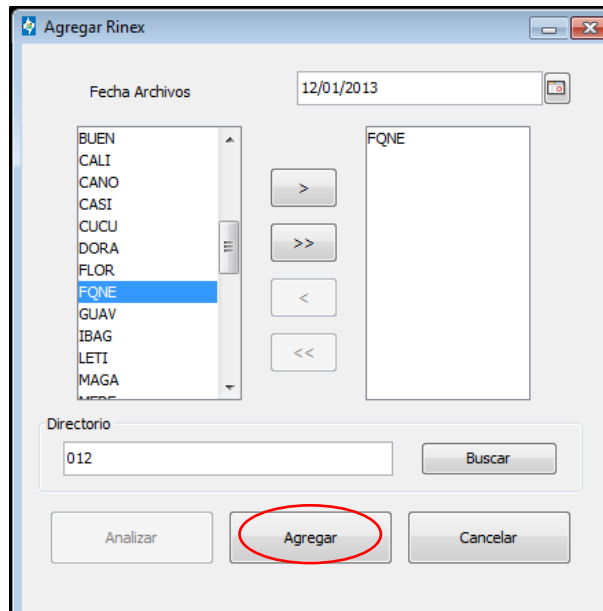 Agregar Rinex
Fecha Archivos
12/01/2013
BUEN
CALI
CANO
CASI
CUCU
DORA
FLOR
FQNE
GUAV
IBAG
LETI
MAGA
>
>>
<
<<
FQNE
Directorio
012
Buscar
Analizar
Agregar
Cancelar